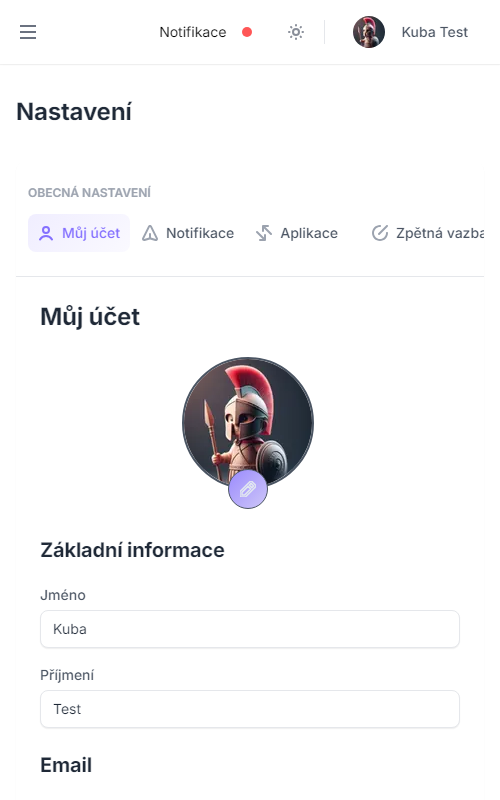 Notifikace
Kuba Test
Nastavení
OBECNÁ NASTAVENÍ
Můj účet
Notifikace
Aplikace
Zpětná vazba
Můj účet
Základní informace
Jméno
Kuba
Příjmení
Test
Email